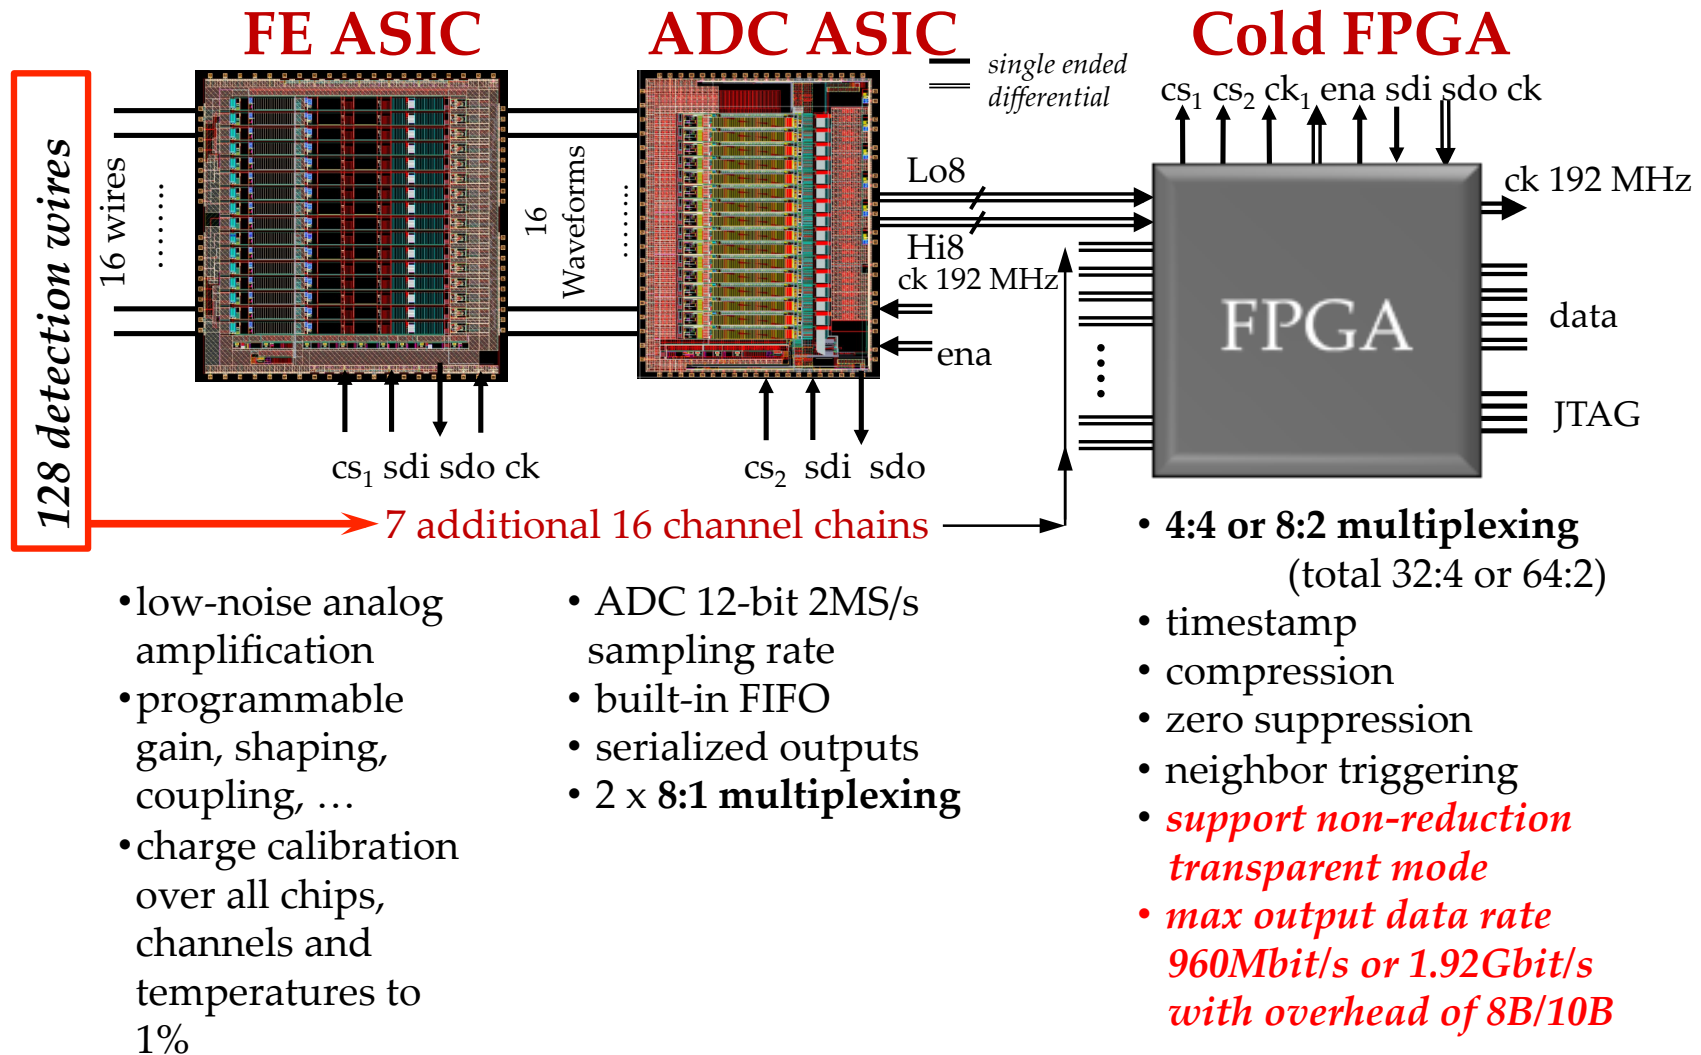 FE ASIC
ADC ASIC
Cold FPGA
single ended
differential
cs1 cs2 ck1 ena sdi sdo ck
128 detection wires
16 wires
.........
16
Waveforms
.........
Lo8
Hi8
ck 192 MHz
ena
ck 192 MHz
FPGA
data
JTAG
cs1 sdi sdo ck
cs2 sdi sdo
7 additional 16 channel chains
•low-noise analog
amplification
•programmable
gain, shaping,
coupling, …
•charge calibration
over all chips,
channels and
temperatures to
1%
• ADC 12-bit 2MS/s
sampling rate
• built-in FIFO
• serialized outputs
• 2 x 8:1 multiplexing
• 4:4 or 8:2 multiplexing
(total 32:4 or 64:2)
• timestamp
• compression
• zero suppression
• neighbor triggering
• support non-reduction
transparent mode
• max output data rate
960Mbit/s or 1.92Gbit/s
with overhead of 8B/10B